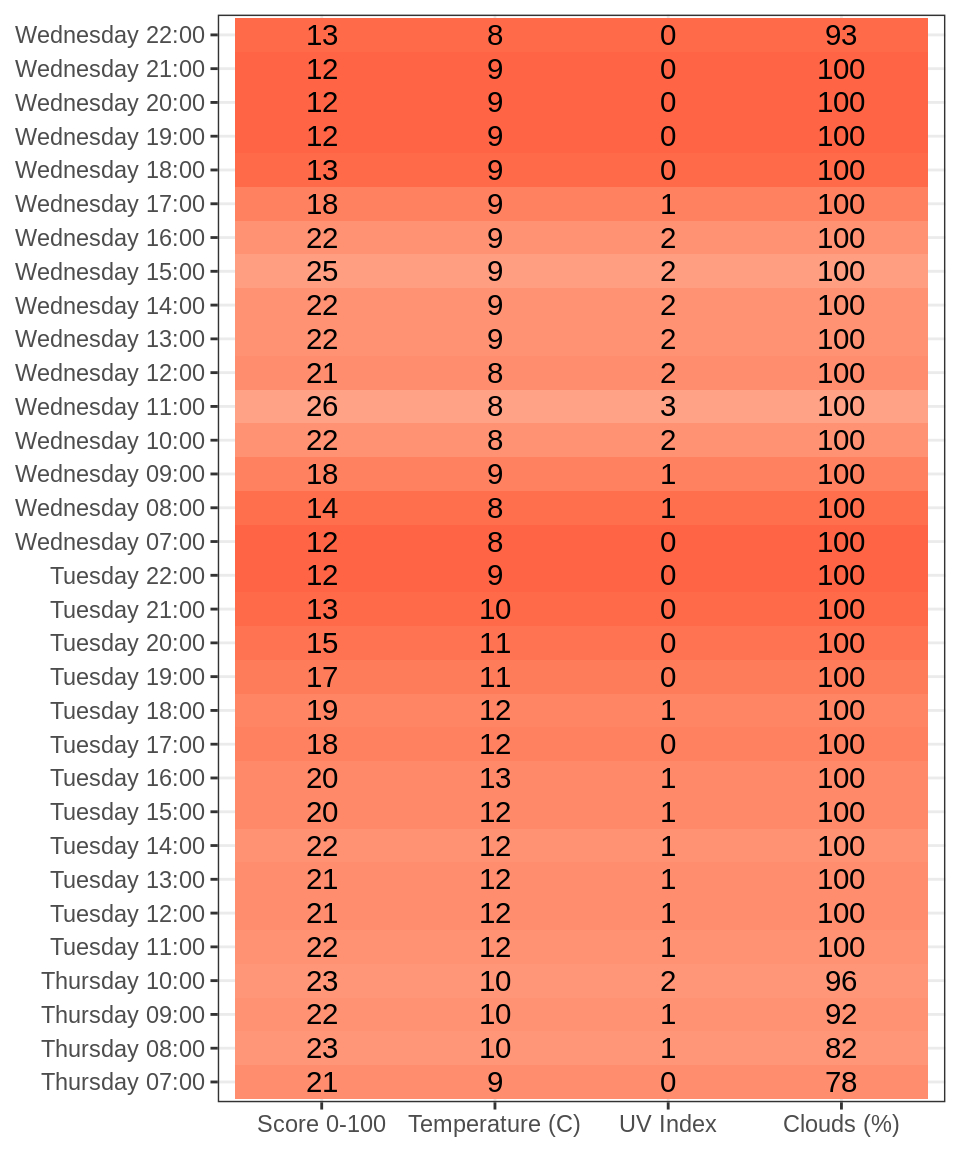 Wednesday 22:00 13 8 0 93
Wednesday 21:00 12 9 0 100
Wednesday 20:00 12 9 0 100
Wednesday 19:00 12 9 0 100
Wednesday 18:00 13 9 0 100
Wednesday 17:00 18 9 1 100
Wednesday 16:00 22 9 2 100
Wednesday 15:00 25 9 2 100
Wednesday 14:00 22 9 2 100
Wednesday 13:00 22 9 2 100
Wednesday 12:00 21 8 2 100
Wednesday 11:00 26 8 3 100
Wednesday 10:00 22 8 2 100
Wednesday 09:00 18 9 1 100
Wednesday 08:00 14 8 1 100
Wednesday 07:00 12 8 0 100
Tuesday 22:00 12 9 0 100
Tuesday 21:00 13 10 0 100
Tuesday 20:00 15 11 0 100
Tuesday 19:00 17 11 0 100
Tuesday 18:00 19 12 1 100
Tuesday 17:00 18 12 0 100
Tuesday 16:00 20 13 1 100
Tuesday 15:00 20 12 1 100
Tuesday 14:00 22 12 1 100
Tuesday 13:00 21 12 1 100
Tuesday 12:00 21 12 1 100
Tuesday 11:00 22 12 1 100
Thursday 10:00 23 10 2 96
Thursday 09:00 22 10 1 92
Thursday 08:00 23 10 1 82
Thursday 07:00 21 9 0 78
Score 0-100 Temperature (C) UV Index Clouds (%)